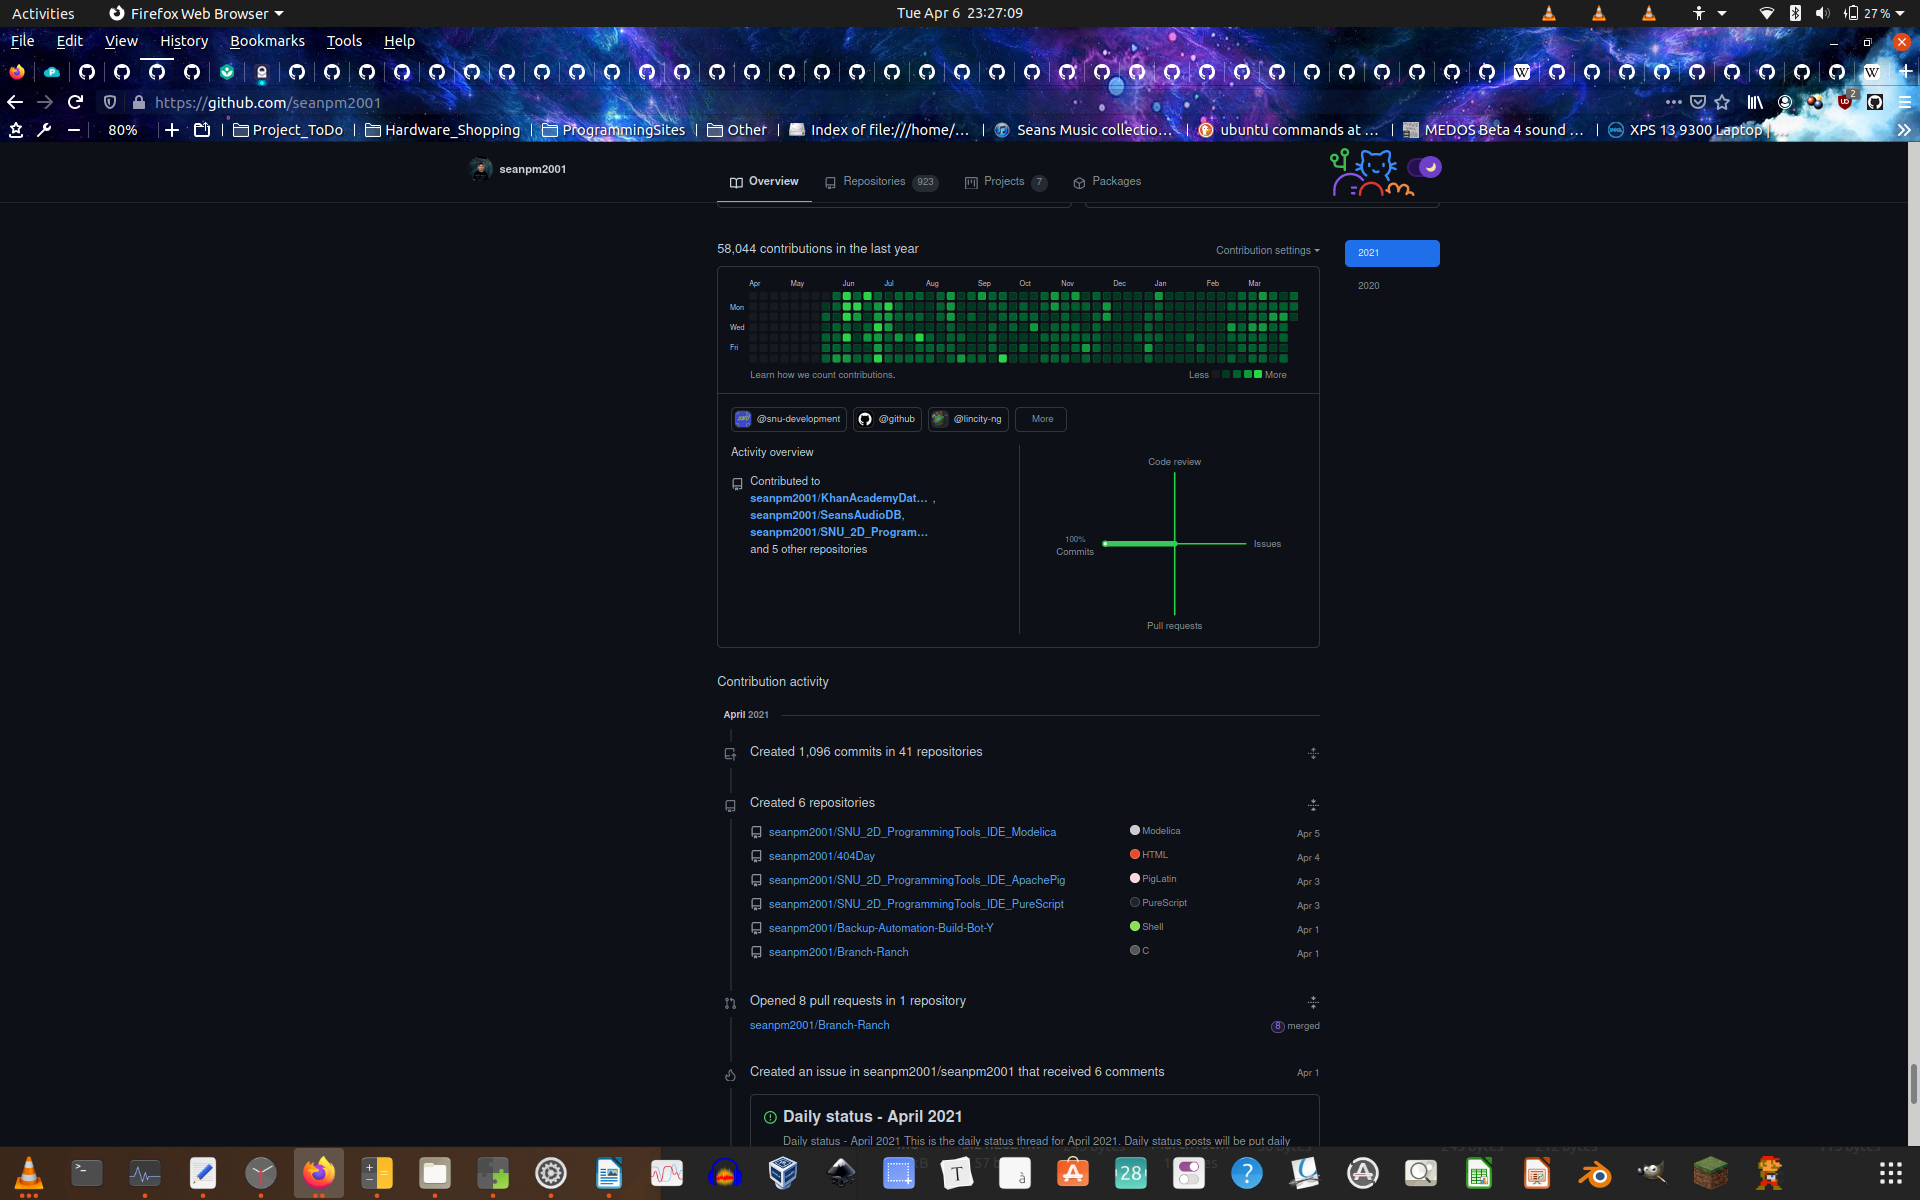 Activities Firefox Web Browser Tue Apr 6 23:27:09 27 %
File Edit View History Bookmarks Tools Help
https://github.com/seanpm2001 2
80% Project_ToDo Hardware_Shopping ProgrammingSites Other Index of file:///home/... Seans Music collectio... ubuntu commands at ... MEDOS Beta 4 sound ... XPS 13 9300 Laptop | ...
seanpm2001
Overview Repositories 923 Projects 7 Packages
58,044 contributions in the last year Contribution settings 2021
2020
Apr May Jun Jul Aug Sep Oct Nov Dec Jan Feb Mar
Mon
Wed
Fri
Learn how we count contributions. Less More
@snu-development @github @lincity-ng More
Activity overview
Contributed to
seanpm2001/KhanAcademyDat... ,
seanpm2001/SeansAudioDB,
seanpm2001/SNU_2D_Program...
and 5 other repositories
Code review
100%
Commits
Issues
Pull requests
Contribution activity
April 2021
Created 1,096 commits in 41 repositories
Created 6 repositories
seanpm2001/SNU_2D_ProgrammingTools_IDE_Modelica Modelica Apr 5
seanpm2001/404Day HTML Apr 4
seanpm2001/SNU_2D_ProgrammingTools_IDE_ApachePig PigLatin Apr 3
seanpm2001/SNU_2D_ProgrammingTools_IDE_PureScript PureScript Apr 3
seanpm2001/Backup-Automation-Build-Bot-Y Shell Apr 1
seanpm2001/Branch-Ranch C Apr 1
Opened 8 pull requests in 1 repository
seanpm2001/Branch-Ranch 8 merged
Created an issue in seanpm2001/seanpm2001 that received 6 comments Apr 1
Daily status - April 2021
Daily status - April 2021 This is the daily status thread for April 2021. Daily status posts will be put daily
28